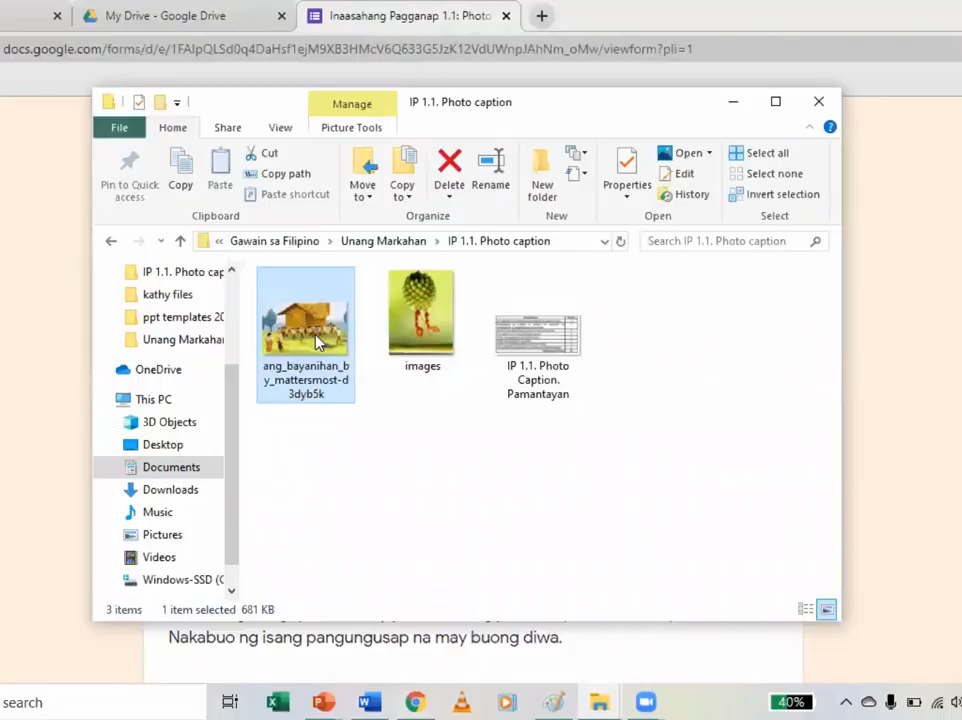 My Drive - Google Drive
Inaasahang Pagganap 1.1: Photo
docs.google.com/forms/d/e/1FAIpQLSd0q4DaHsf1ejM9XB3HMcV6Q633G5JzK12VdUWnpJAhNm_oMw/viewform?pli=1
Manage
IP 1.1. Photo caption
File
Home
Share
View
Picture Tools
Pin to Quick access
Copy
Paste
Cut
Copy path
Paste shortcut
Clipboard
Move to
Copy to
Delete
Rename
Organize
New folder
New
Properties
Open
Edit
History
Open
Select all
Select none
Invert selection
Select
« Gawain sa Filipino > Unang Markahan > IP 1.1. Photo caption
Search IP 1.1. Photo caption
IP 1.1. Photo cap
kathy files
ppt templates 20
Unang Markahan
OneDrive
This PC
3D Objects
Desktop
Documents
Downloads
Music
Pictures
Videos
Windows-SSD (C
ang_bayanihan_b
y_mattersmost-d
3dyb5k
images
IP 1.1. Photo
Caption.
Pamantayan
3 items
1 item selected 681 KB
Nakabuo ng isang pangungusap na may buong diwa.
search
40%